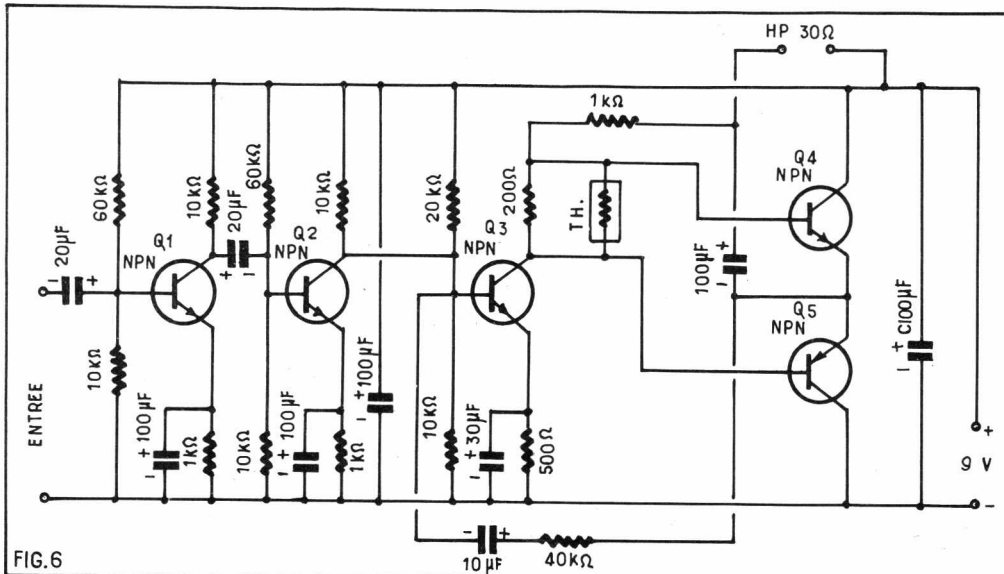 HP 30Ω
1kΩ
60kΩ
10kΩ
20µF
60kΩ
10kΩ
20kΩ
200Ω
T.H.
Q4
NPN
20µF
- +
Q1
NPN
+ -
Q2
NPN
Q3
NPN
100µF
+
-
Q5
NPN
+
C100µF
-
ENTREE
10kΩ
+ 100µF
-
1kΩ
10kΩ
+ 100µF
1kΩ
+ 100µF
-
10kΩ
+ 30µF
-
500Ω
+
9 V
-
- +
10µF
40kΩ
FIG.6